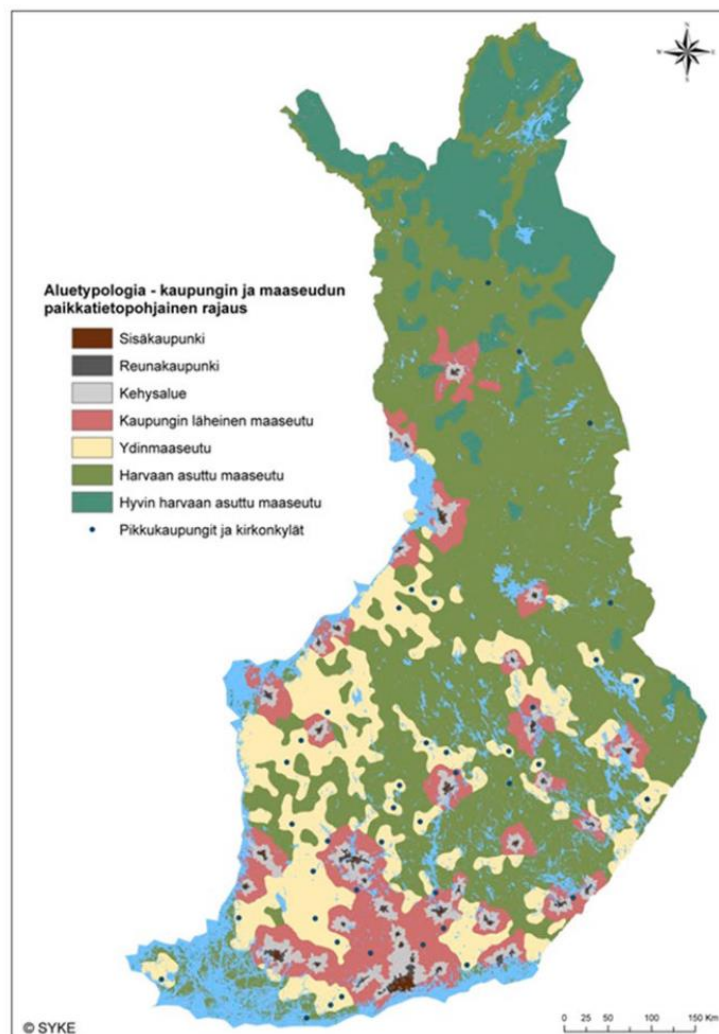 Aluetypologia - kaupungin ja maaseudun
paikkatietopohjainen rajaus
Sisäkaupunki
Reunakaupunki
Kehysalue
Kaupungin läheinen maaseutu
Ydinmaaseutu
Harvaan asuttu maaseutu
Hyvin harvaan asuttu maaseutu
Pikkukaupungit ja kirkonkylät
© SYKE
0 25 50 100 150 Km